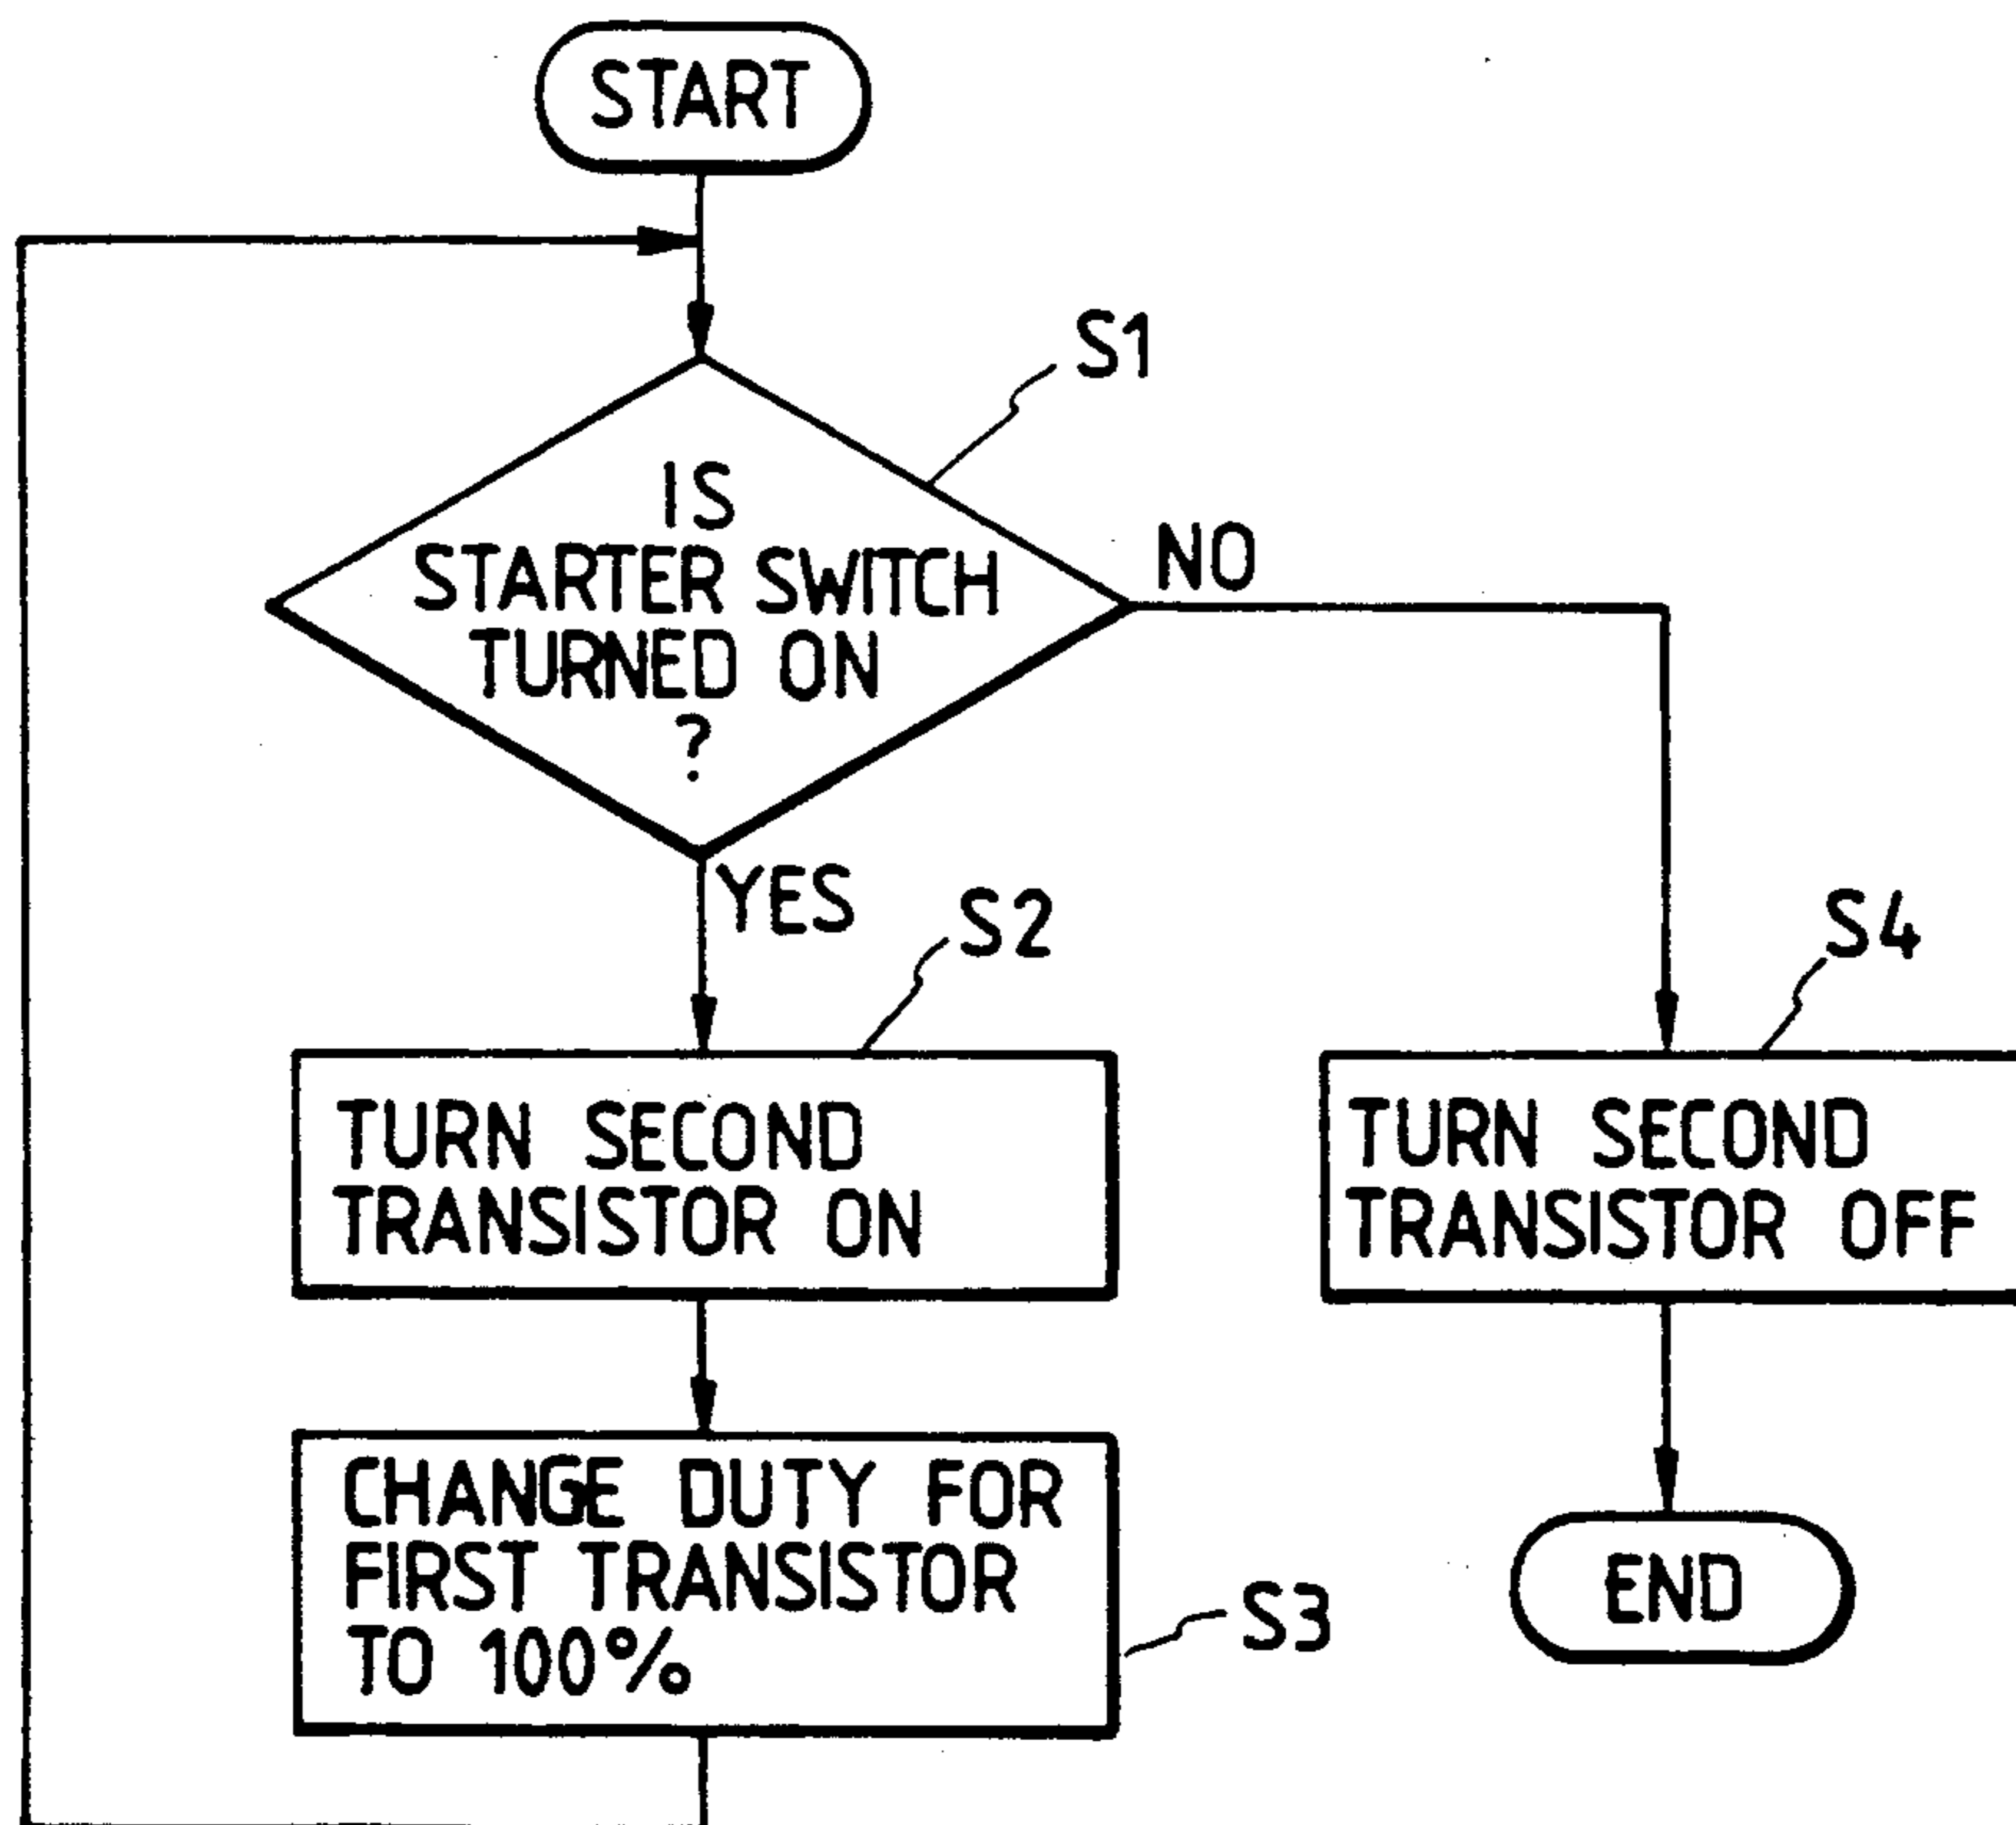 START
S1
IS
STARTER SWITCH
TURNED ON
?
NO
YES
S2
S4
TURN SECOND
TRANSISTOR ON
TURN SECOND
TRANSISTOR OFF
CHANGE DUTY FOR
FIRST TRANSISTOR
TO 100%
S3
END